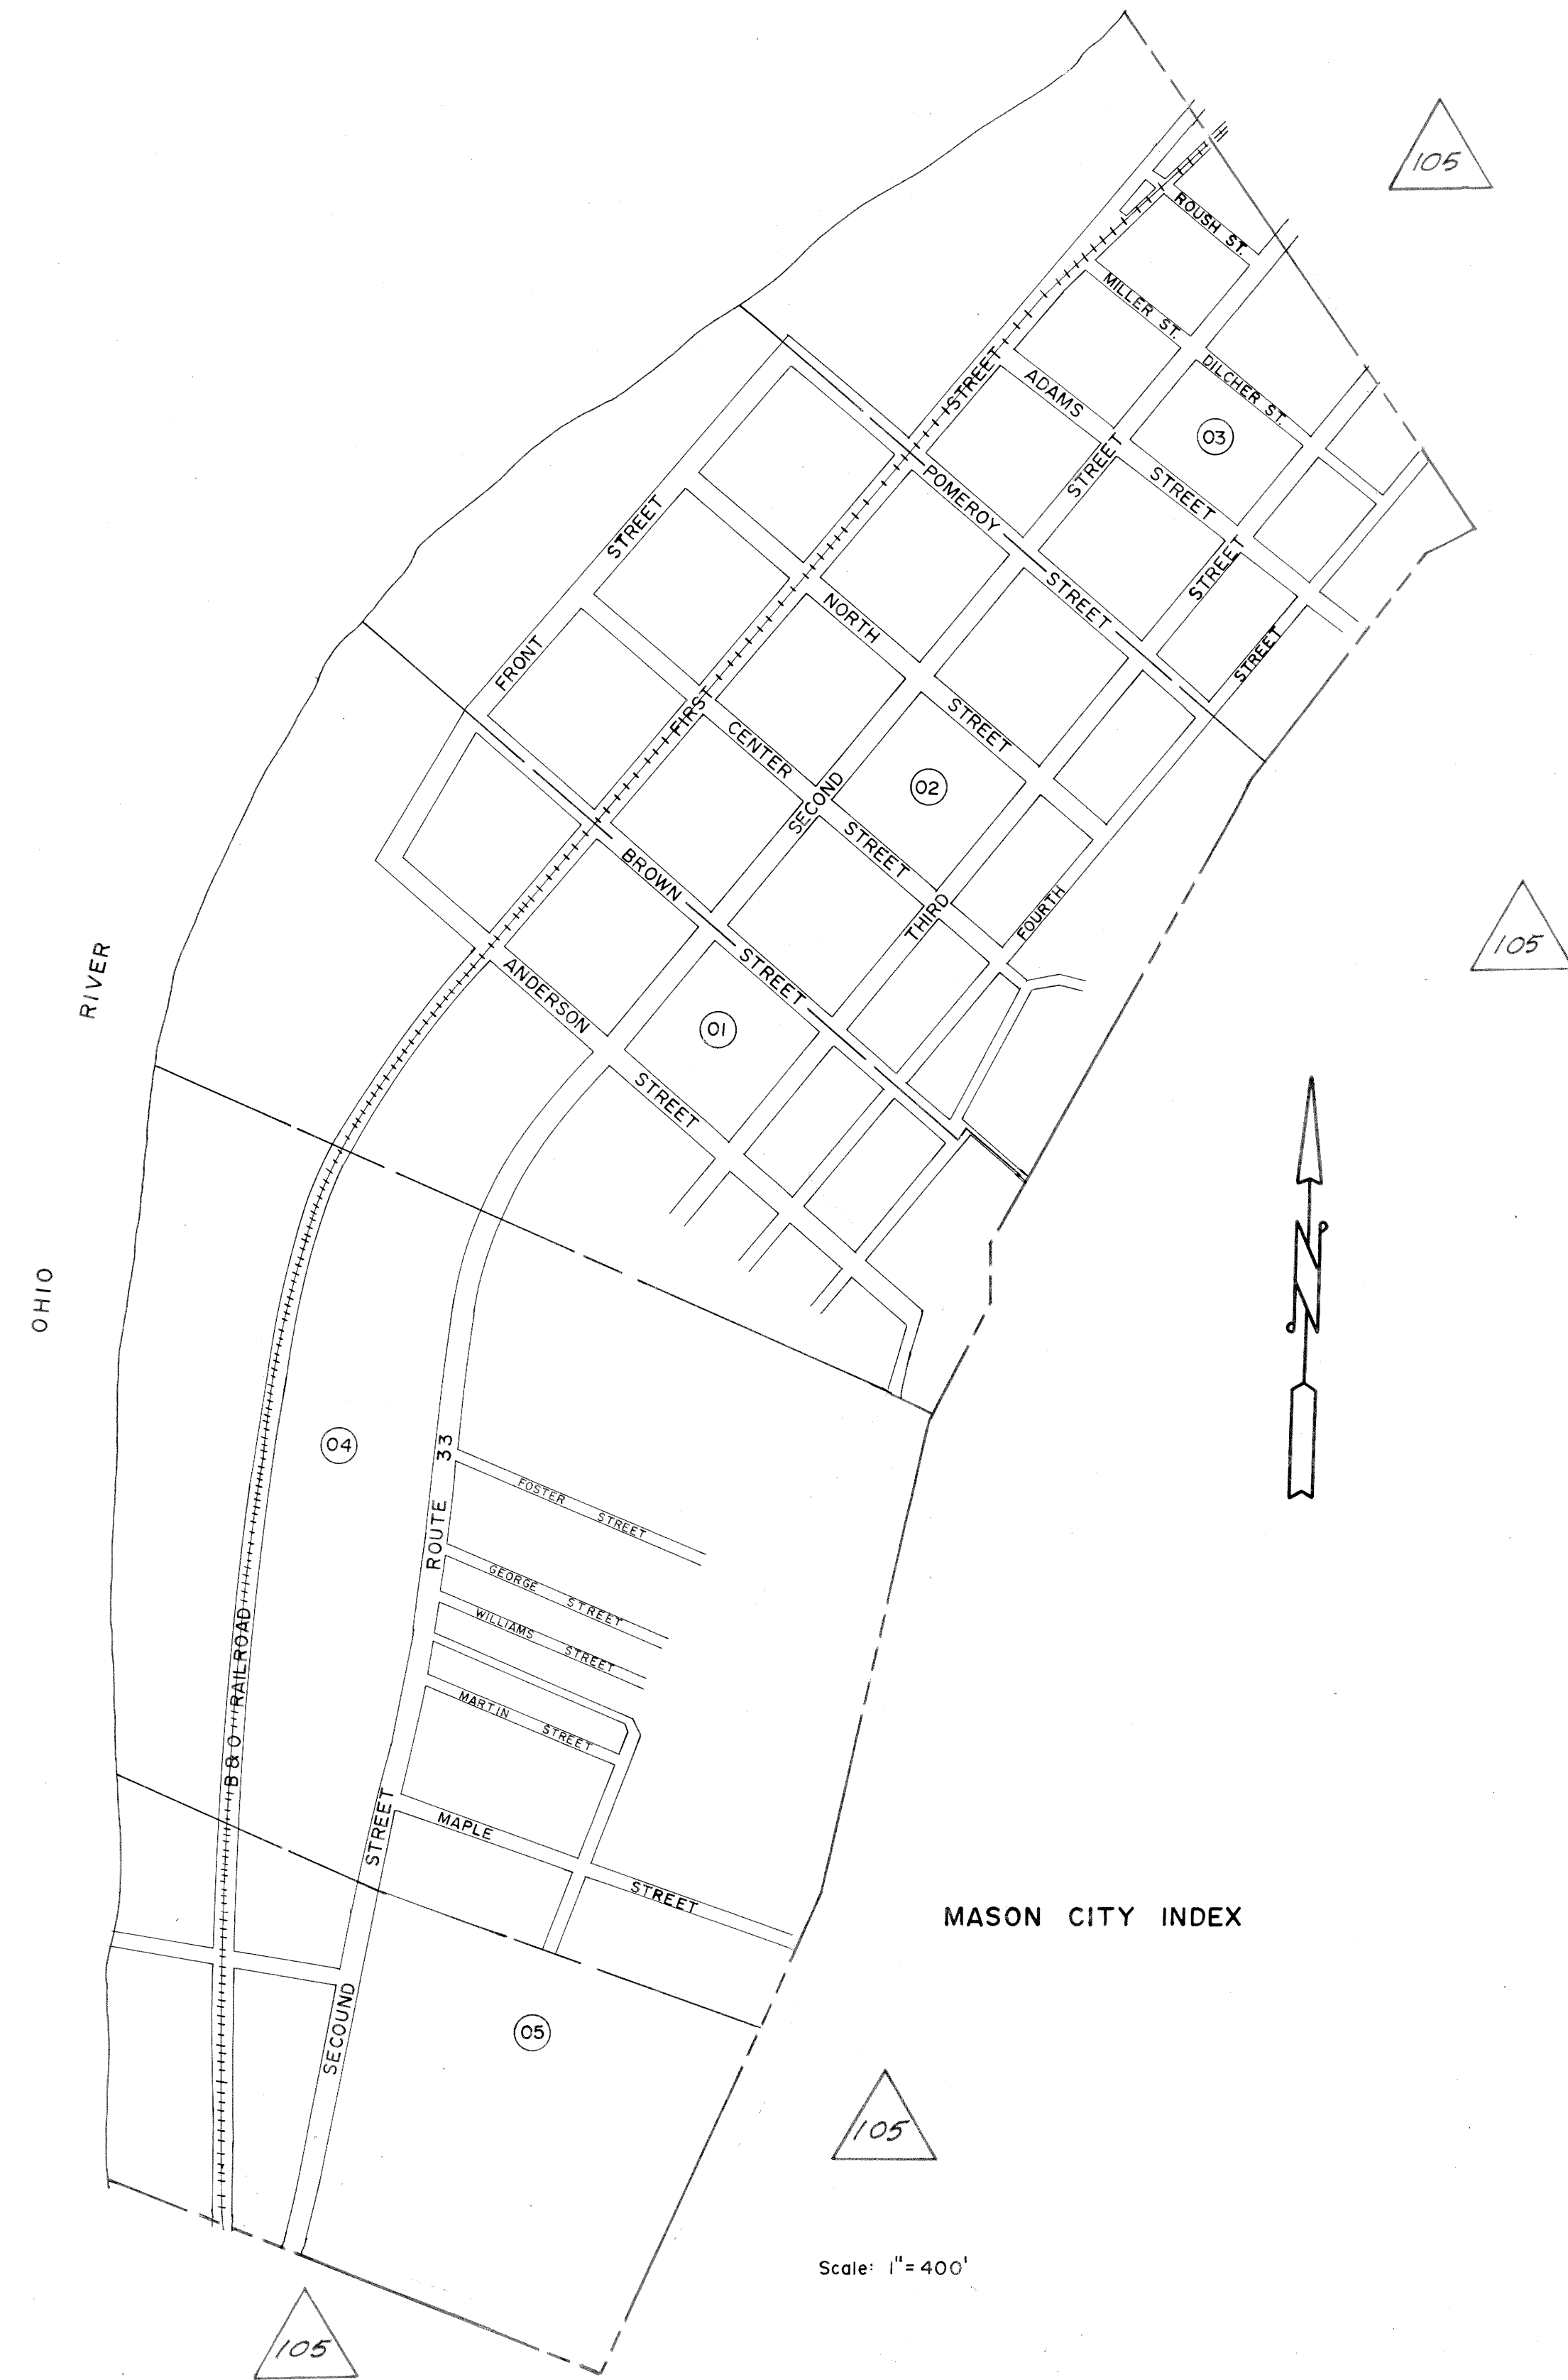 105
ROUSH ST.
MILLER ST.
DILCHER ST.
ADAMS STREET
03
FIRST STREET
POMEROY STREET
FRONT STREET
NORTH STREET
CENTER STREET
SECOND STREET
02
THIRD STREET
FOURTH STREET
BROWN STREET
105
RIVER
ANDERSON STREET
01
N
OHIO
04
ROUTE 33
FOSTER STREET
GEORGE STREET
WILLIAMS STREET
B & O RAILROAD
MARTIN STREET
MAPLE STREET
SECOUND STREET
MASON CITY INDEX
05
105
Scale: 1"=400'
105